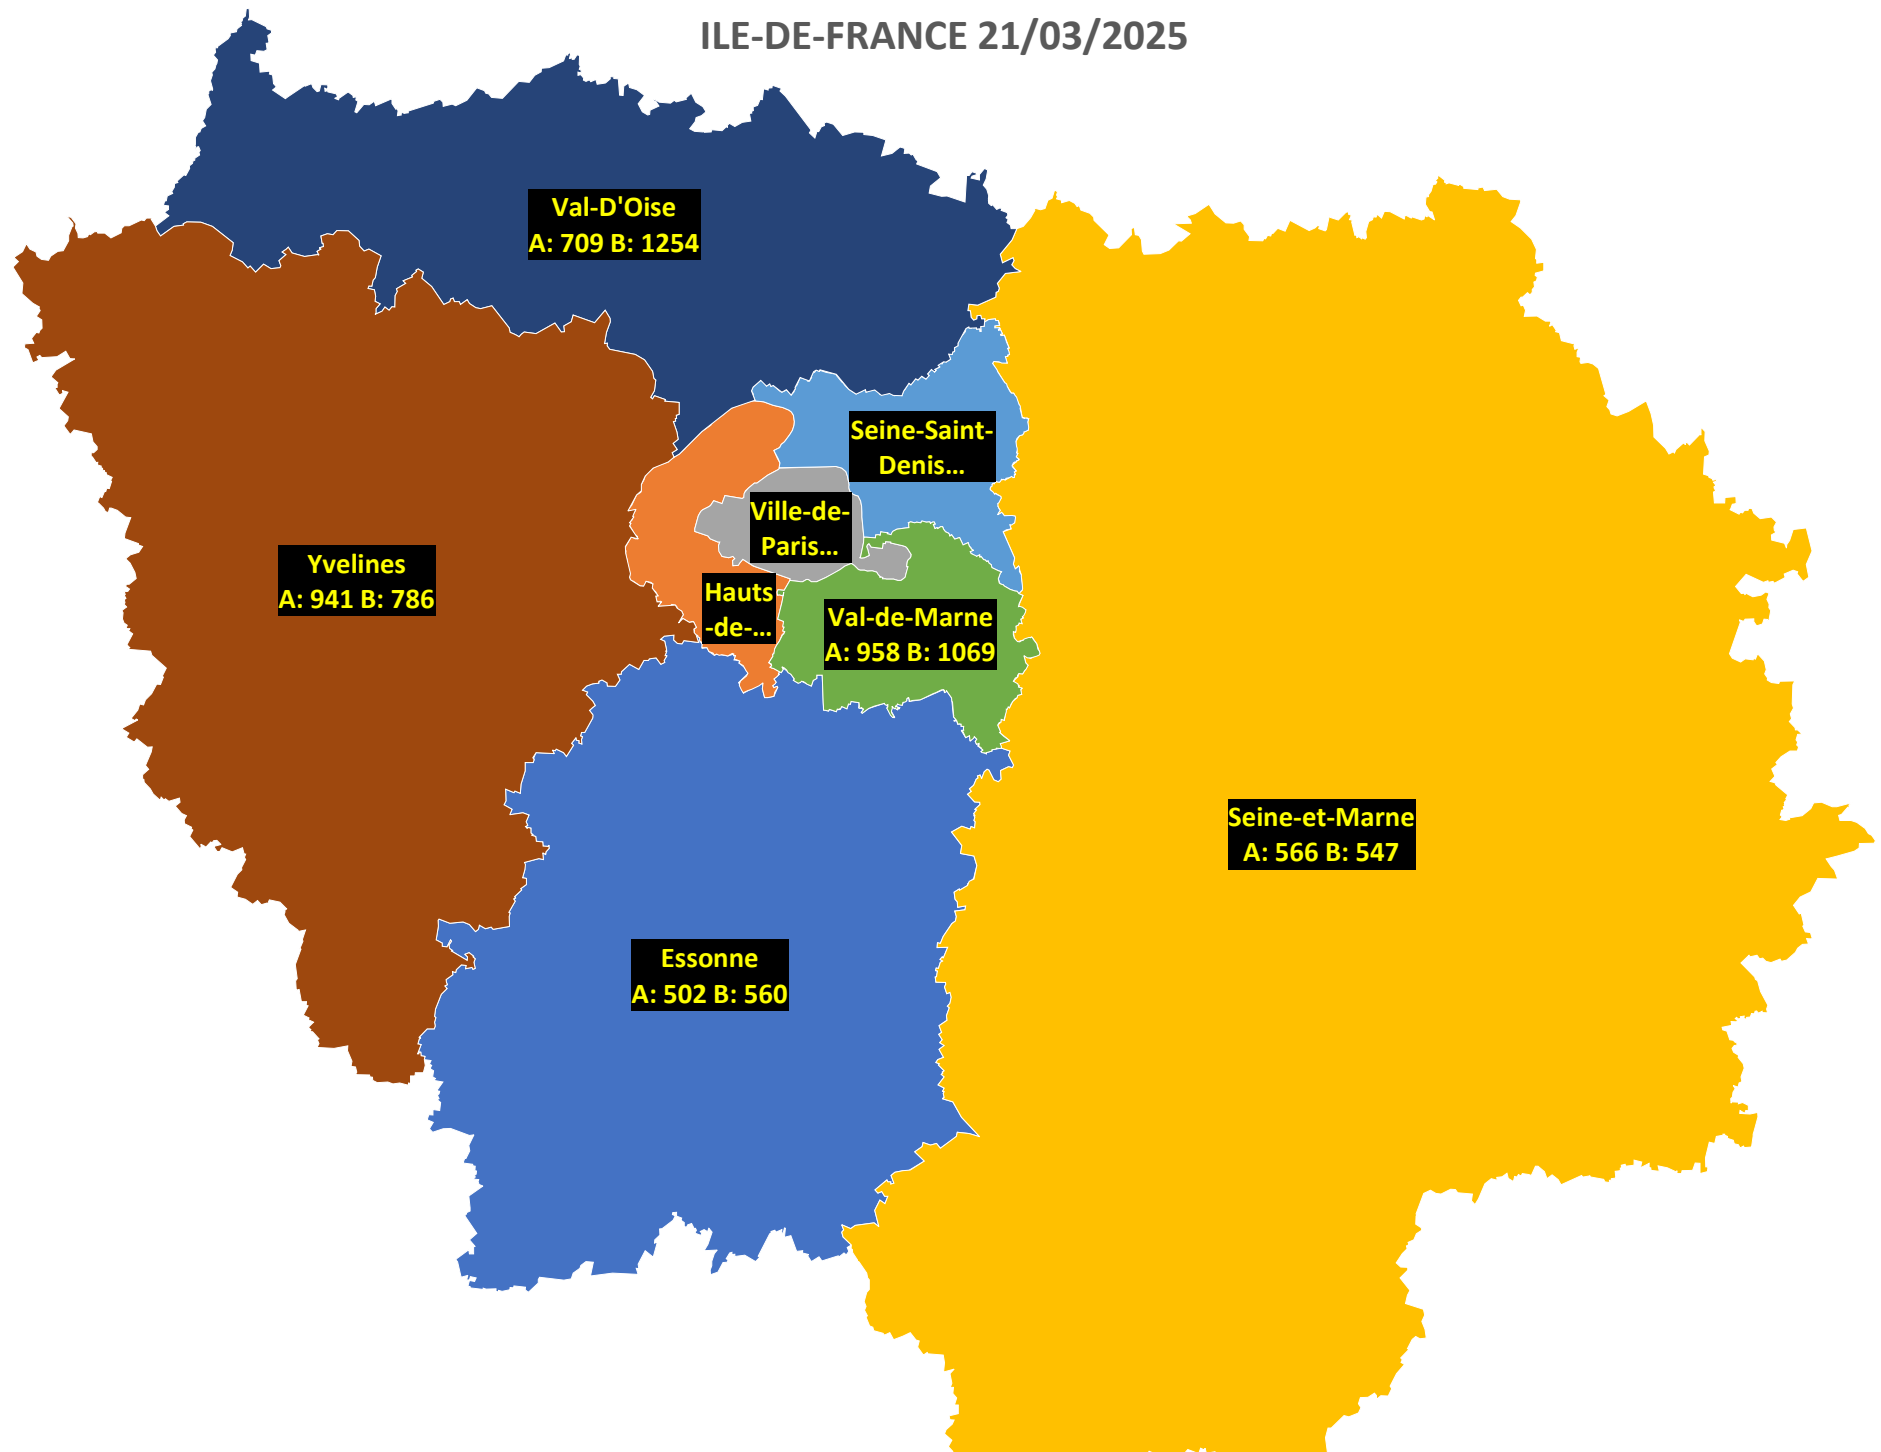 ILE-DE-FRANCE 21/03/2025
Val-D'Oise
A: 709 B: 1254
Seine-Saint-
Denis...
Ville-de-
Paris...
Yvelines
A: 941 B: 786
Hauts
-de-...
Val-de-Marne
A: 958 B: 1069
Seine-et-Marne
A: 566 B: 547
Essonne
A: 502 B: 560